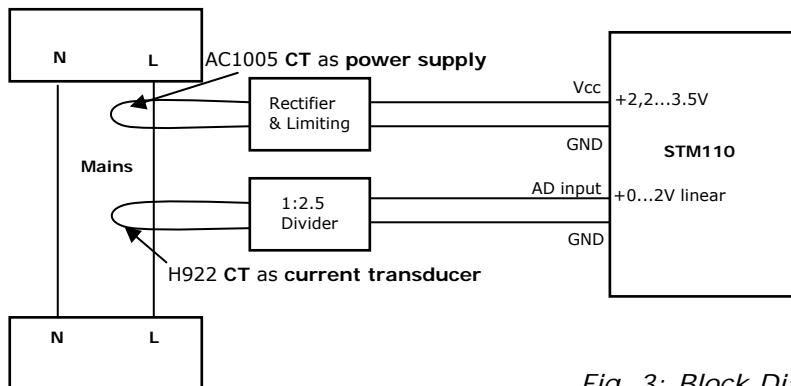 N L
AC1005 CT as power supply
Rectifier
& Limiting
Vcc
+2,2...3.5V
GND
STM110
Mains
1:2.5
Divider
AD input
+0...2V linear
GND
H922 CT as current transducer
N L
Fig. 3: Block